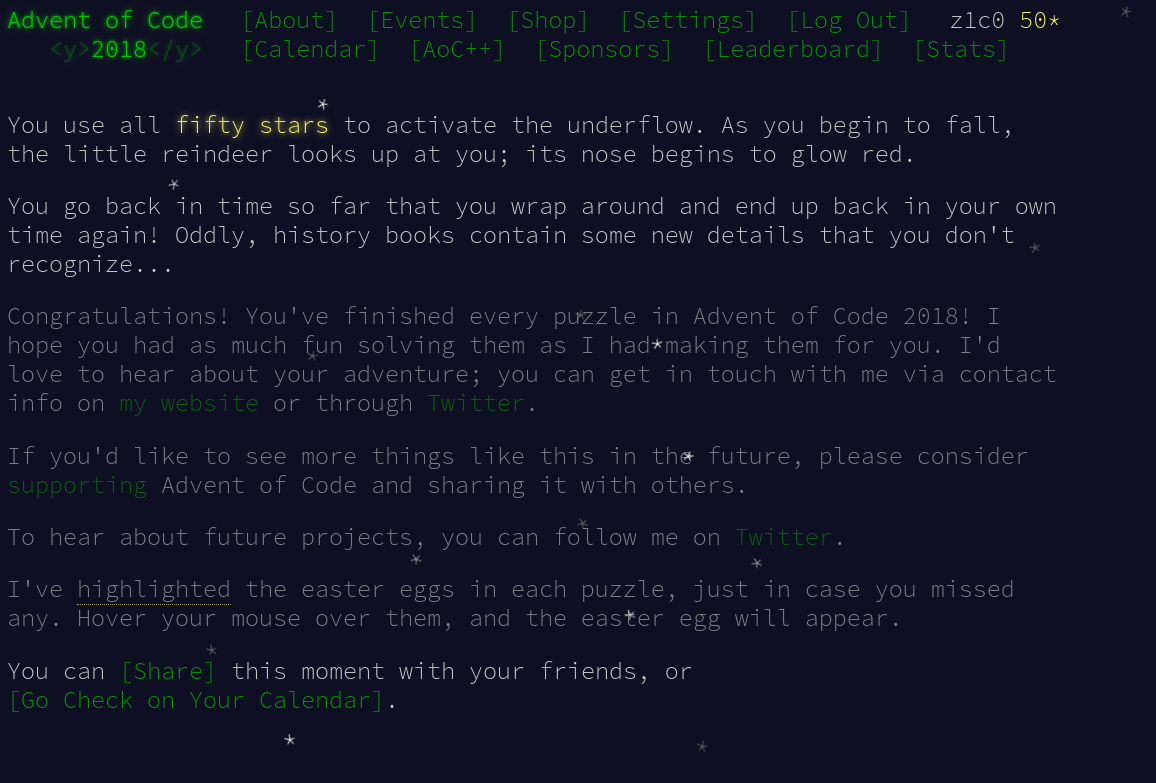 Advent of Code [About] [Events] [Shop] [Settings] [Log Out] z1c0 50*
<y>2018</y> [Calendar] [AoC++] [Sponsors] [Leaderboard] [Stats]
You use all fifty stars to activate the underflow. As you begin to fall,
the little reindeer looks up at you; its nose begins to glow red.
You go back in time so far that you wrap around and end up back in your own
time again! Oddly, history books contain some new details that you don't
recognize...
Congratulations! You've finished every puzzle in Advent of Code 2018! I
hope you had as much fun solving them as I had making them for you. I'd
love to hear about your adventure; you can get in touch with me via contact
info on my website or through Twitter.
If you'd like to see more things like this in the future, please consider
supporting Advent of Code and sharing it with others.
To hear about future projects, you can follow me on Twitter.
I've highlighted the easter eggs in each puzzle, just in case you missed
any. Hover your mouse over them, and the easter egg will appear.
You can [Share] this moment with your friends, or
[Go Check on Your Calendar].